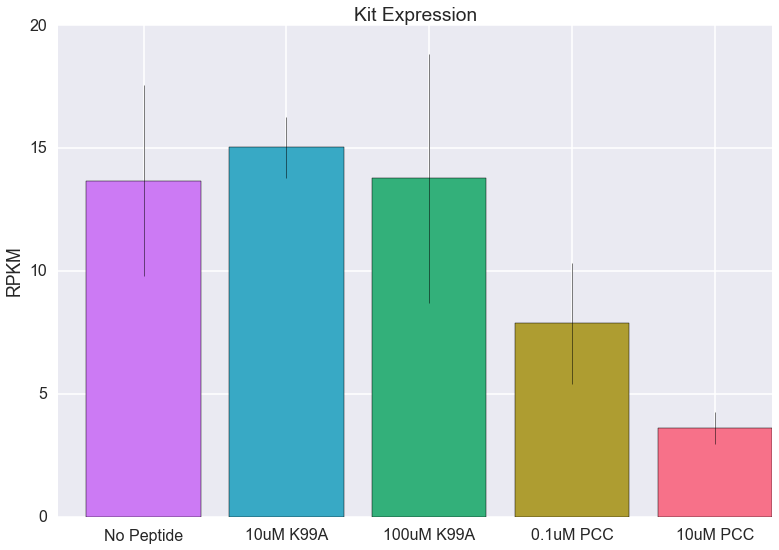 Kit Expression
20
15
10
5
0
RPKM
No Peptide
10uM K99A
100uM K99A
0.1uM PCC
10uM PCC